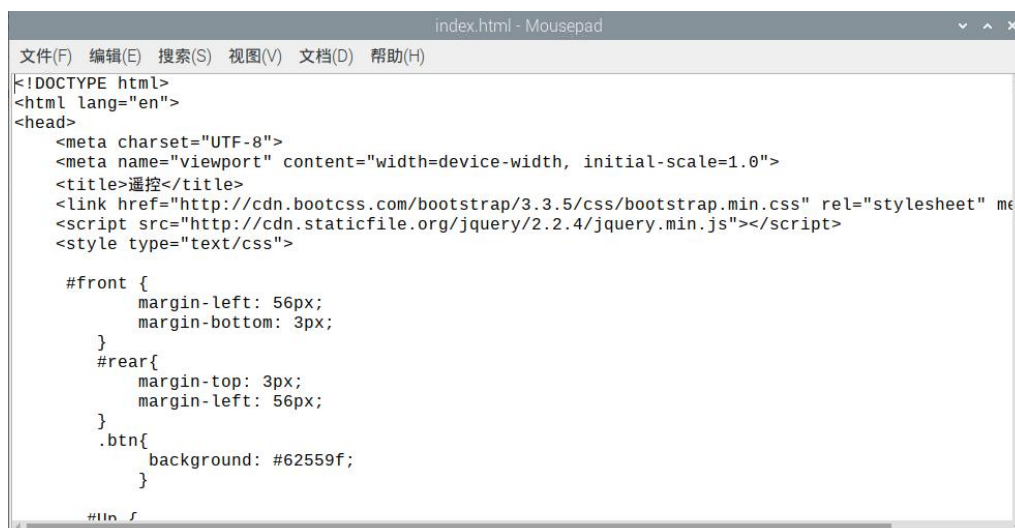 index.html - Mousepad
文件(F) 编辑(E) 搜索(S) 视图(V) 文档(D) 帮助(H)
<!DOCTYPE html>
<html lang="en">
<head>
    <meta charset="UTF-8">
    <meta name="viewport" content="width=device-width, initial-scale=1.0">
    <title>遥控</title>
    <link href="http://cdn.bootcss.com/bootstrap/3.3.5/css/bootstrap.min.css" rel="stylesheet" me
    <script src="http://cdn.staticfile.org/jquery/2.2.4/jquery.min.js"></script>
    <style type="text/css">
     #front {
            margin-left: 56px;
            margin-bottom: 3px;
        }
        #rear{
            margin-top: 3px;
            margin-left: 56px;
        }
        .btn{
             background: #62559f;
            }
       #Up {